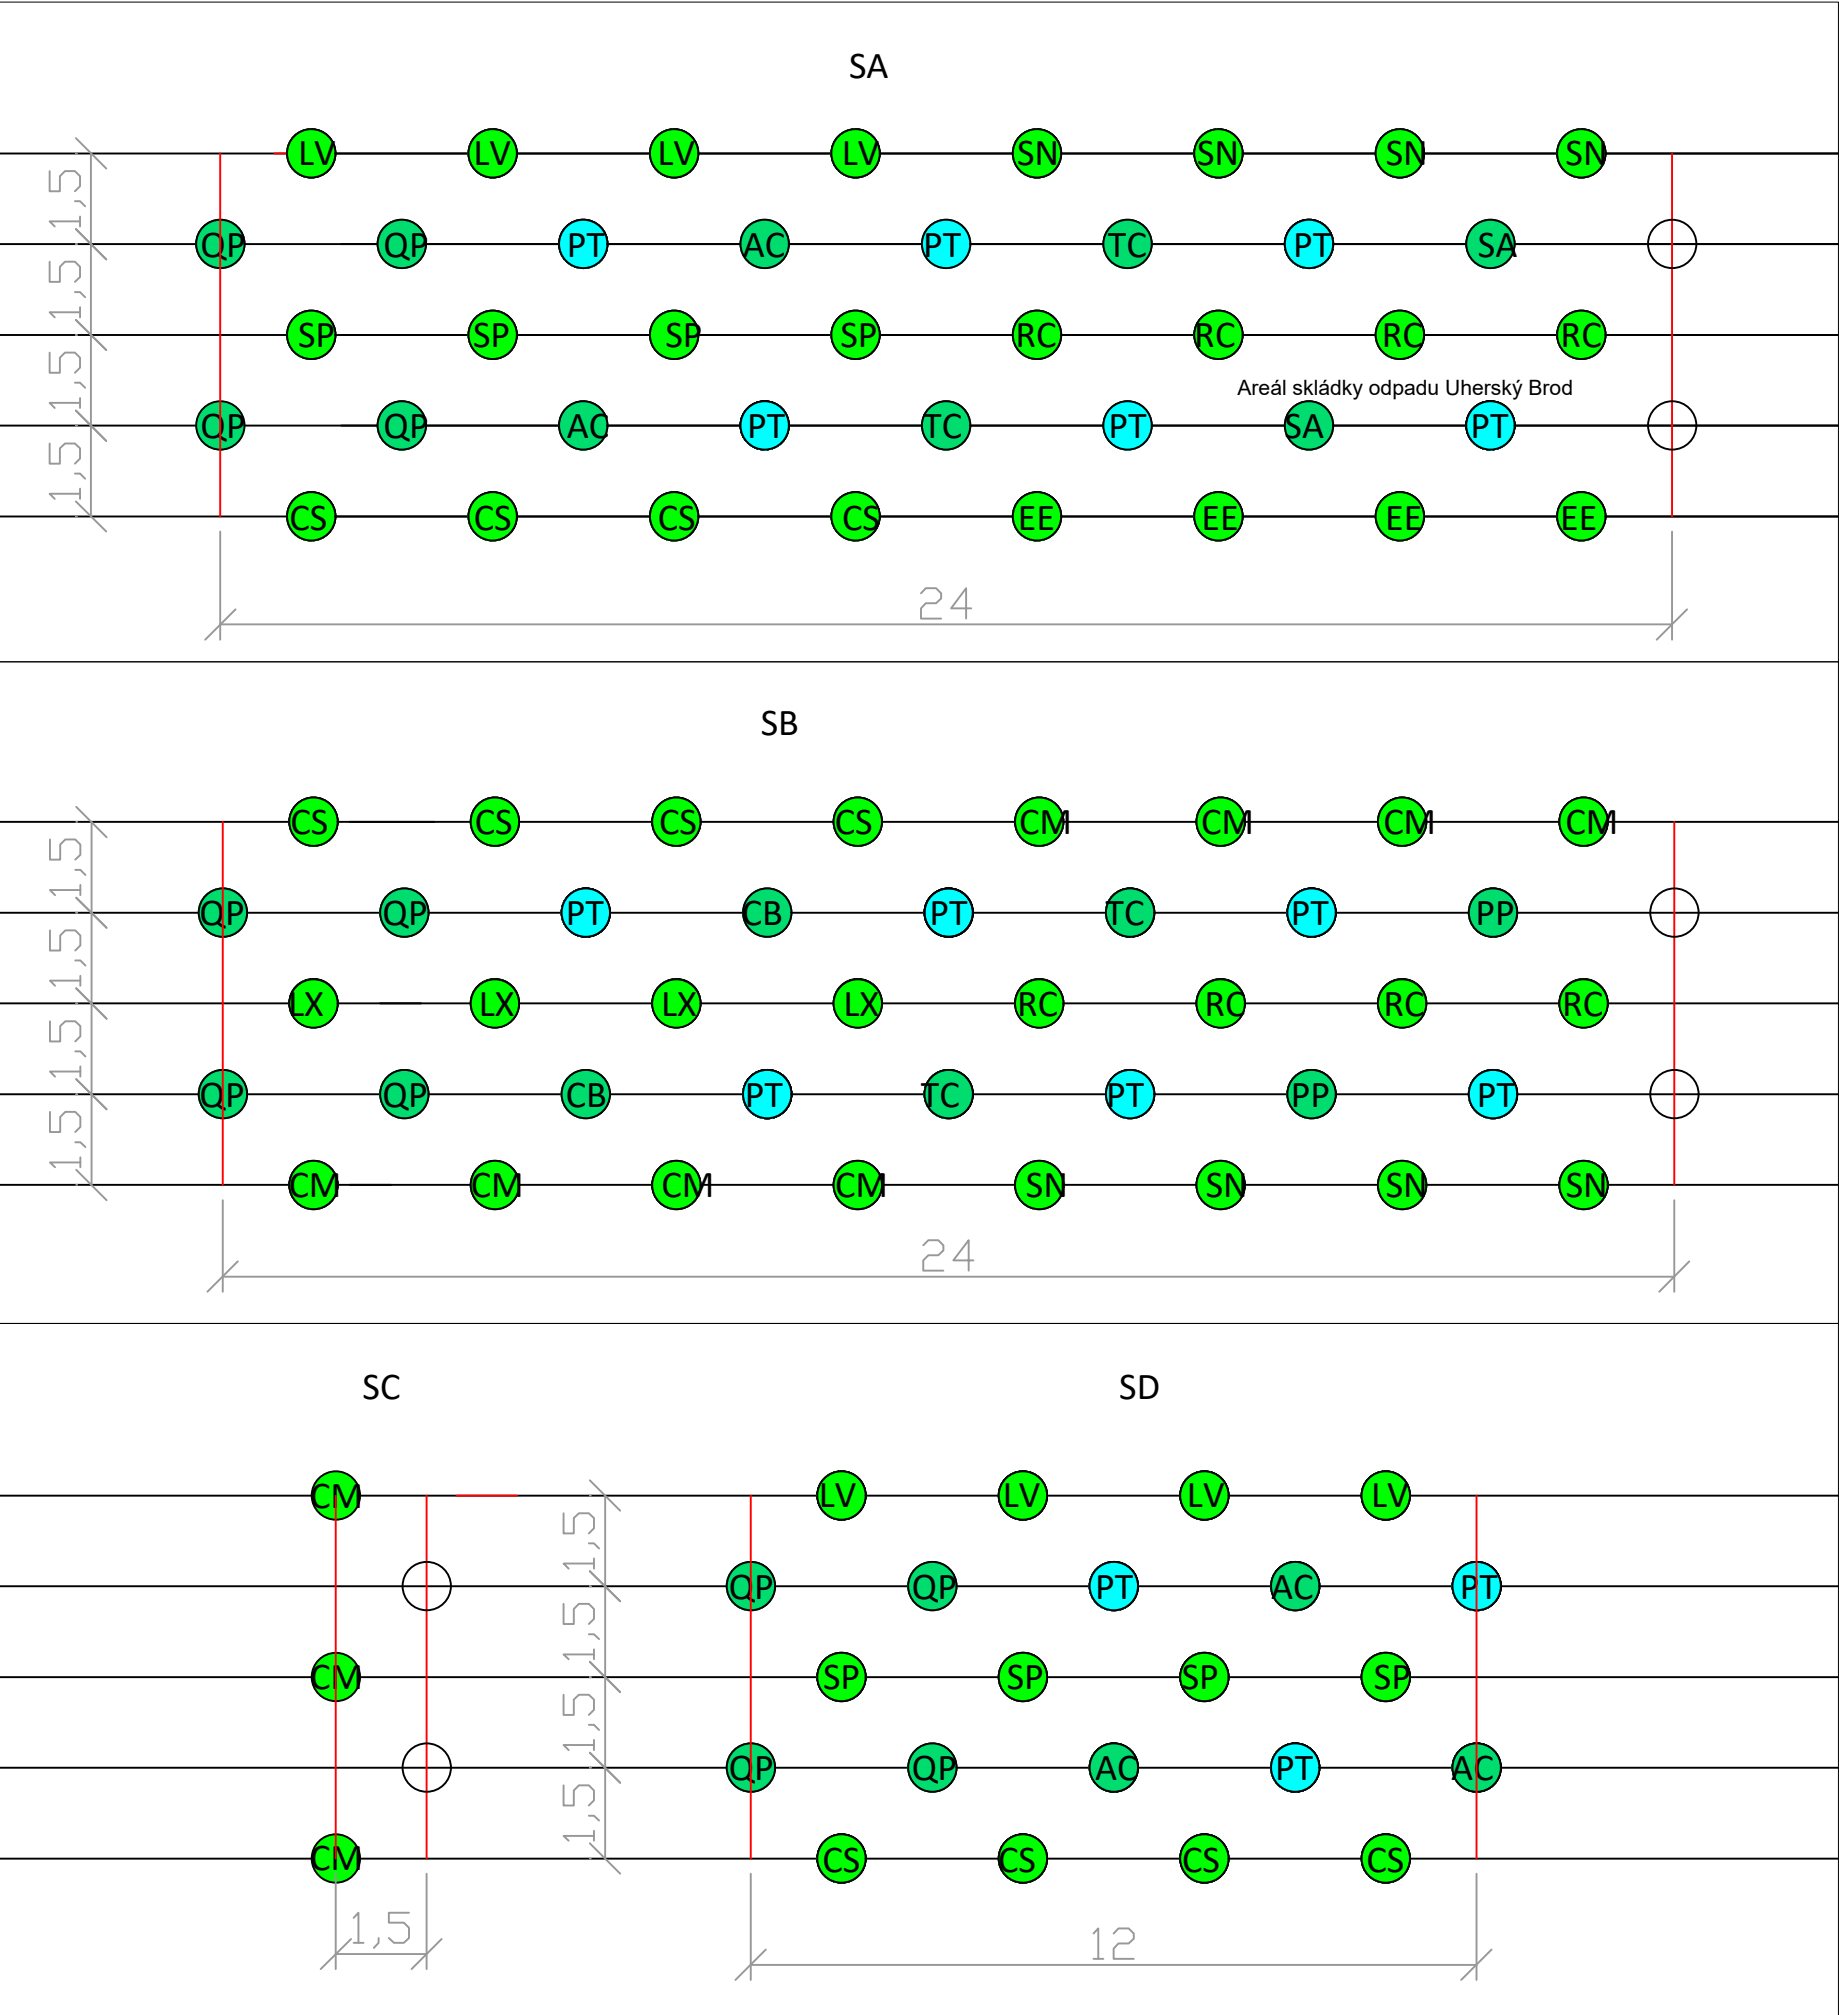 SA
LV LV LV LV SN SN SN SN
1,5
QP QP PT AC PT TC PT SA
1,5
SP SP SP SP RC RC RC RC
1,5
Areál skládky odpadu Uherský Brod
QP QP AC PT TC PT SA PT
1,5
CS CS CS CS EE EE EE EE
24
SB
CS CS CS CS CM CM CM CM
1,5
QP QP PT CB PT TC PT PP
1,5
LX LX LX LX RC RC RC RC
1,5
QP QP CB PT TC PT PP PT
1,5
CM CM CM CM SN SN SN SN
24
SC
CM
CM
CM
1,5
SD
LV LV LV LV
1,5
QP QP PT AC PT
1,5
SP SP SP SP
1,5
QP QP AC PT AC
1,5
CS CS CS CS
12